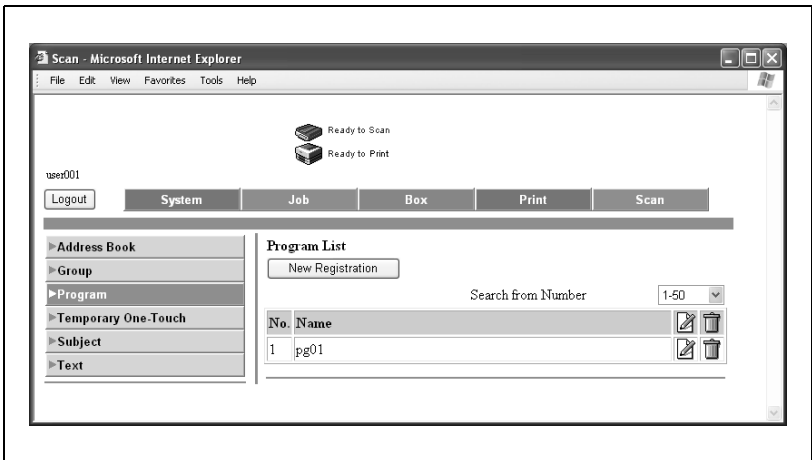 Scan - Microsoft Internet Explorer
File Edit View Favorites Tools Help
Ready to Scan
Ready to Print
user001
Logout System Job Box Print Scan
Address Book
Group
Program
Temporary One-Touch
Subject
Text
Program List
New Registration
Search from Number 1-50
No. Name
1 pg01